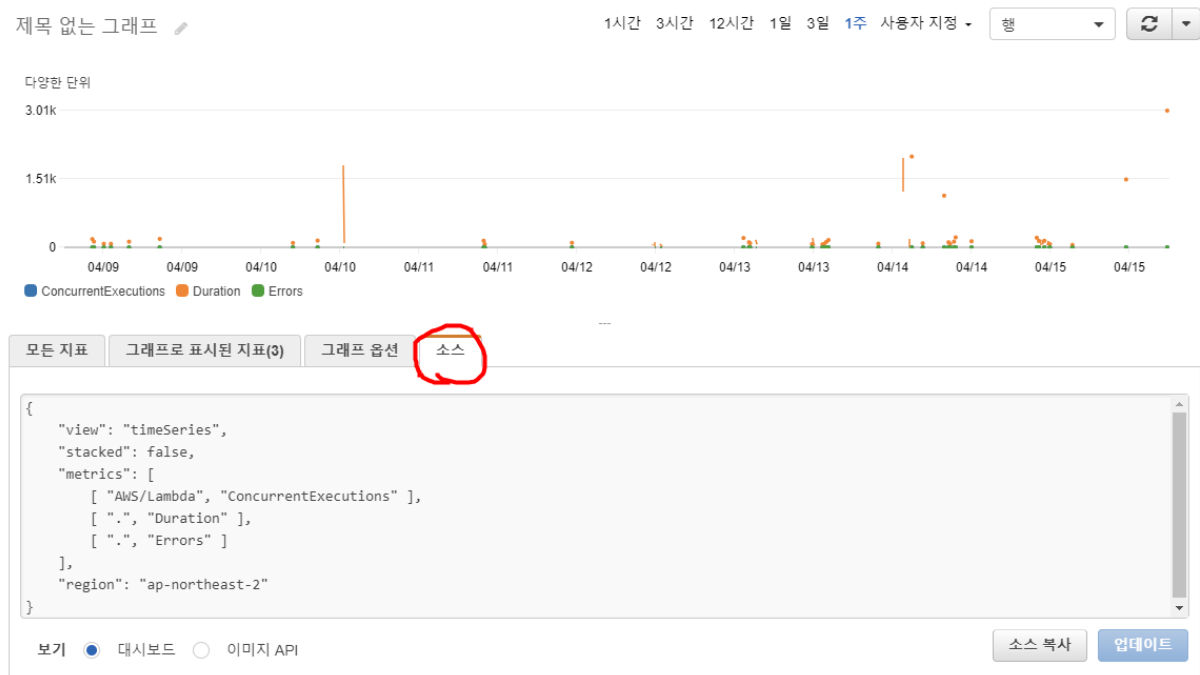 제목 없는 그래프
1시간 3시간 12시간 1일 3일 1주 사용자 지정 행
다양한 단위
3.01k
1.51k
0
04/09 04/09 04/10 04/10 04/11 04/11 04/12 04/12 04/13 04/13 04/14 04/14 04/15 04/15
ConcurrentExecutions Duration Errors
모든 지표 그래프로 표시된 지표(3) 그래프 옵션 소스
{
    "view": "timeSeries",
    "stacked": false,
    "metrics": [
        [ "AWS/Lambda", "ConcurrentExecutions" ],
        [ ".", "Duration" ],
        [ ".", "Errors" ]
    ],
    "region": "ap-northeast-2"
}
보기 대시보드 이미지 API 소스 복사 업데이트